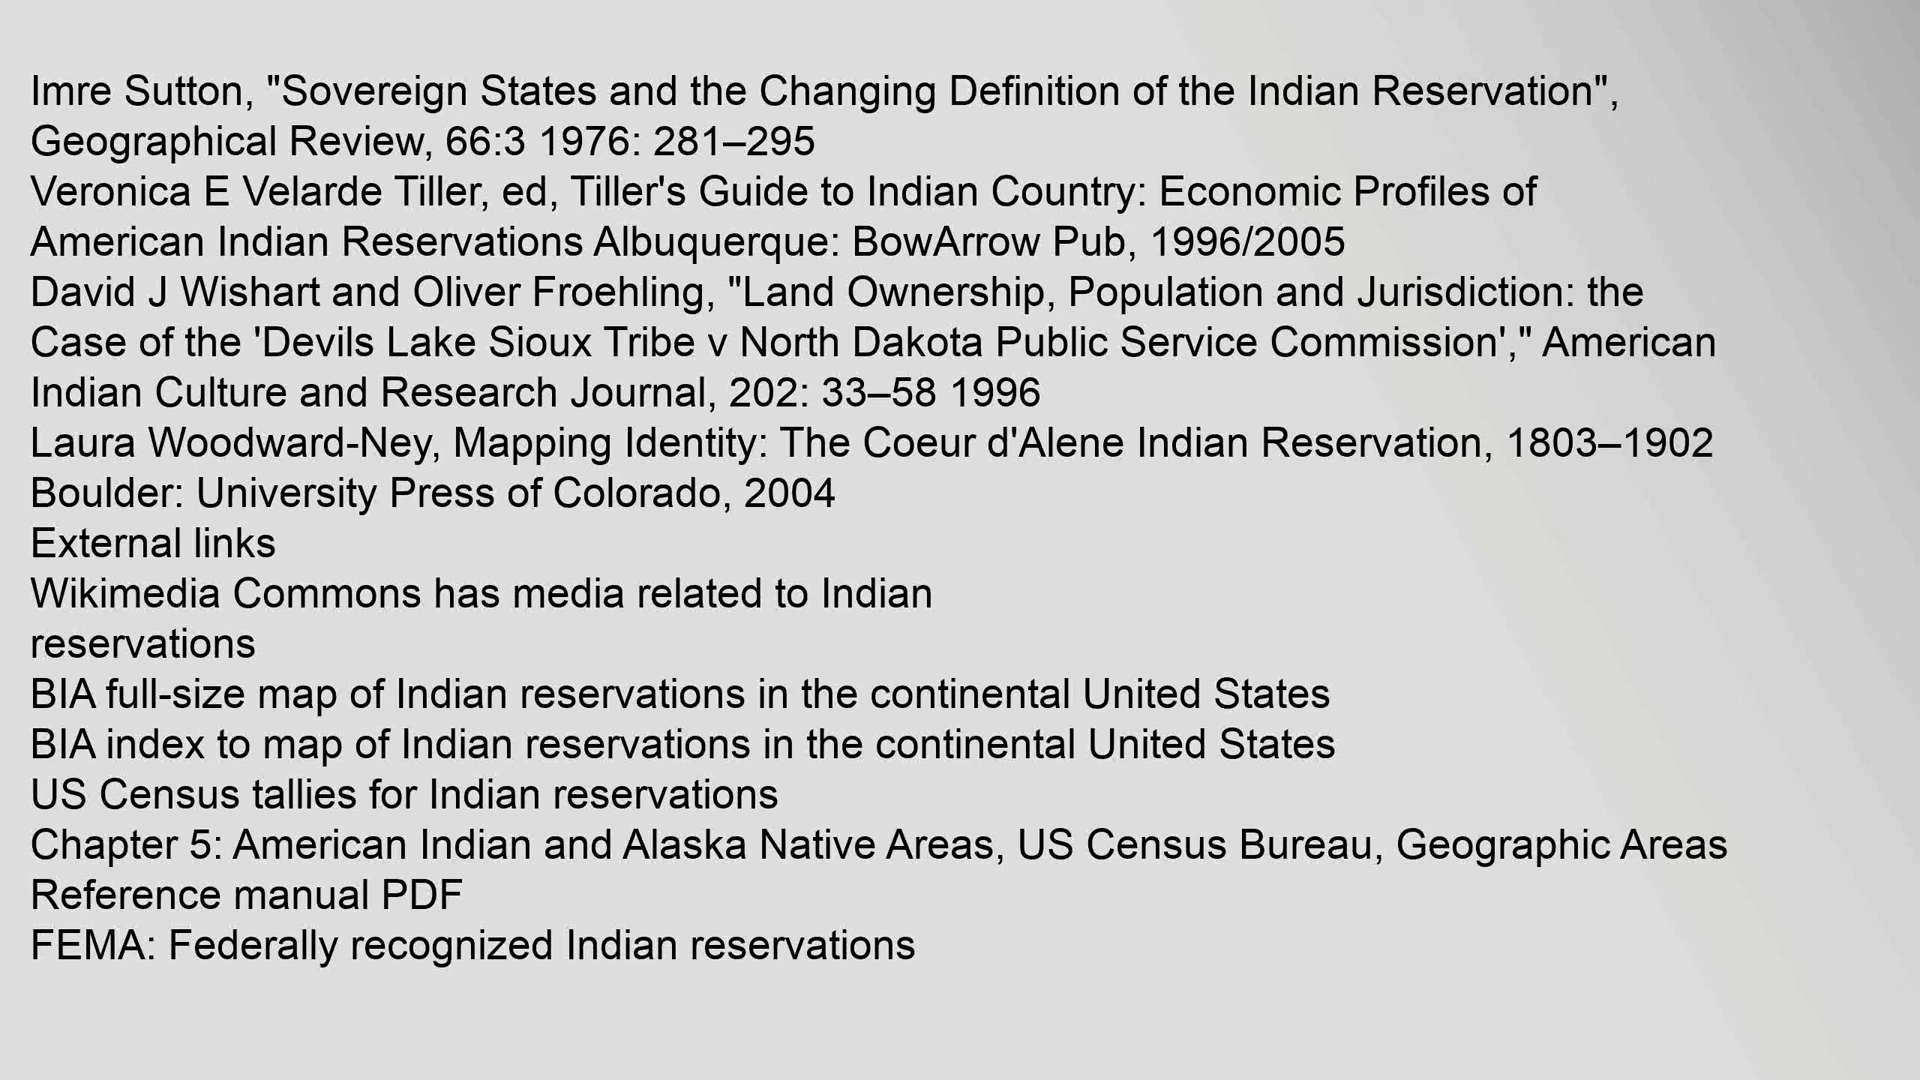 Imre Sutton, "Sovereign States and the Changing Definition of the Indian Reservation",
Geographical Review, 66:3 1976: 281–295
Veronica E Velarde Tiller, ed, Tiller's Guide to Indian Country: Economic Profiles of
American Indian Reservations Albuquerque: BowArrow Pub, 1996/2005
David J Wishart and Oliver Froehling, "Land Ownership, Population and Jurisdiction: the
Case of the 'Devils Lake Sioux Tribe v North Dakota Public Service Commission'," American
Indian Culture and Research Journal, 202: 33–58 1996
Laura Woodward-Ney, Mapping Identity: The Coeur d'Alene Indian Reservation, 1803–1902
Boulder: University Press of Colorado, 2004
External links
Wikimedia Commons has media related to Indian
reservations
BIA full-size map of Indian reservations in the continental United States
BIA index to map of Indian reservations in the continental United States
US Census tallies for Indian reservations
Chapter 5: American Indian and Alaska Native Areas, US Census Bureau, Geographic Areas
Reference manual PDF
FEMA: Federally recognized Indian reservations